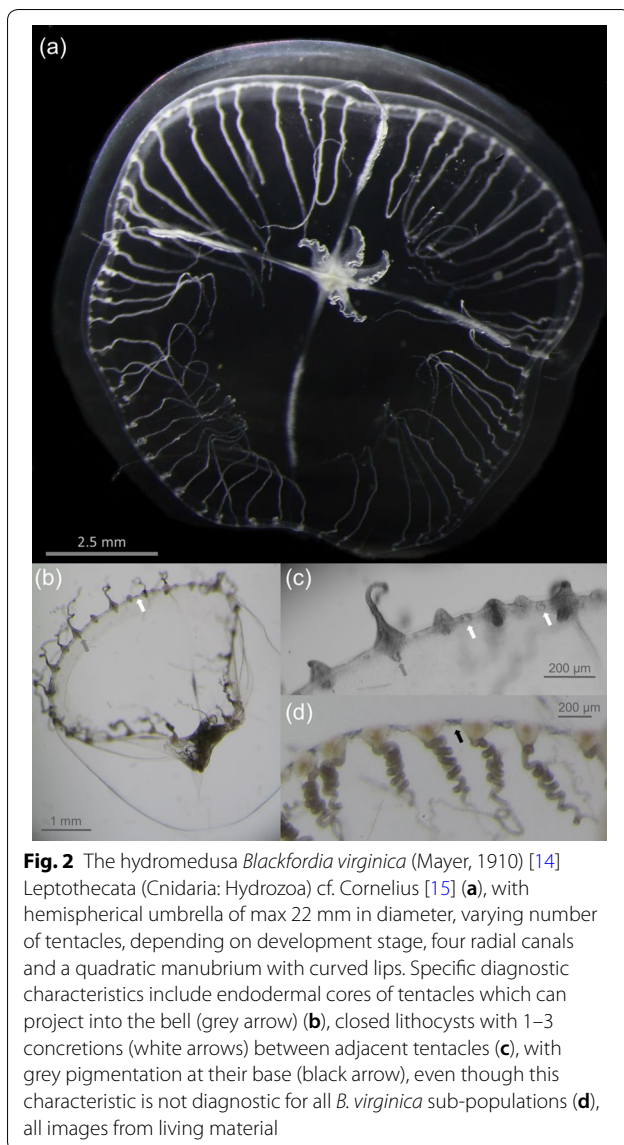 (a)
2.5 mm
(b)
1 mm
(c)
200 µm
(d)
200 µm
Fig. 2 The hydromedusa Blackfordia virginica (Mayer, 1910) [14]
Leptothecata (Cnidaria: Hydrozoa) cf. Cornelius [15] (a), with
hemispherical umbrella of max 22 mm in diameter, varying number
of tentacles, depending on development stage, four radial canals
and a quadratic manubrium with curved lips. Specific diagnostic
characteristics include endodermal cores of tentacles which can
project into the bell (grey arrow) (b), closed lithocysts with 1–3
concretions (white arrows) between adjacent tentacles (c), with
grey pigmentation at their base (black arrow), even though this
characteristic is not diagnostic for all B. virginica sub-populations (d),
all images from living material